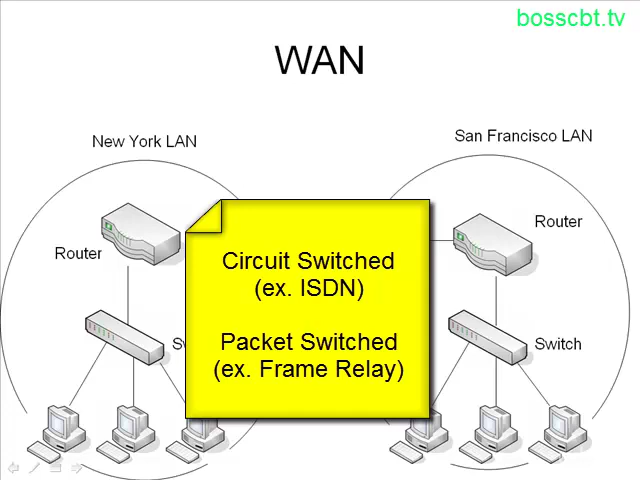 bosscbt.tv
WAN
New York LAN
San Francisco LAN
Router
Router
Circuit Switched
(ex. ISDN)
Packet Switched
(ex. Frame Relay)
Switch